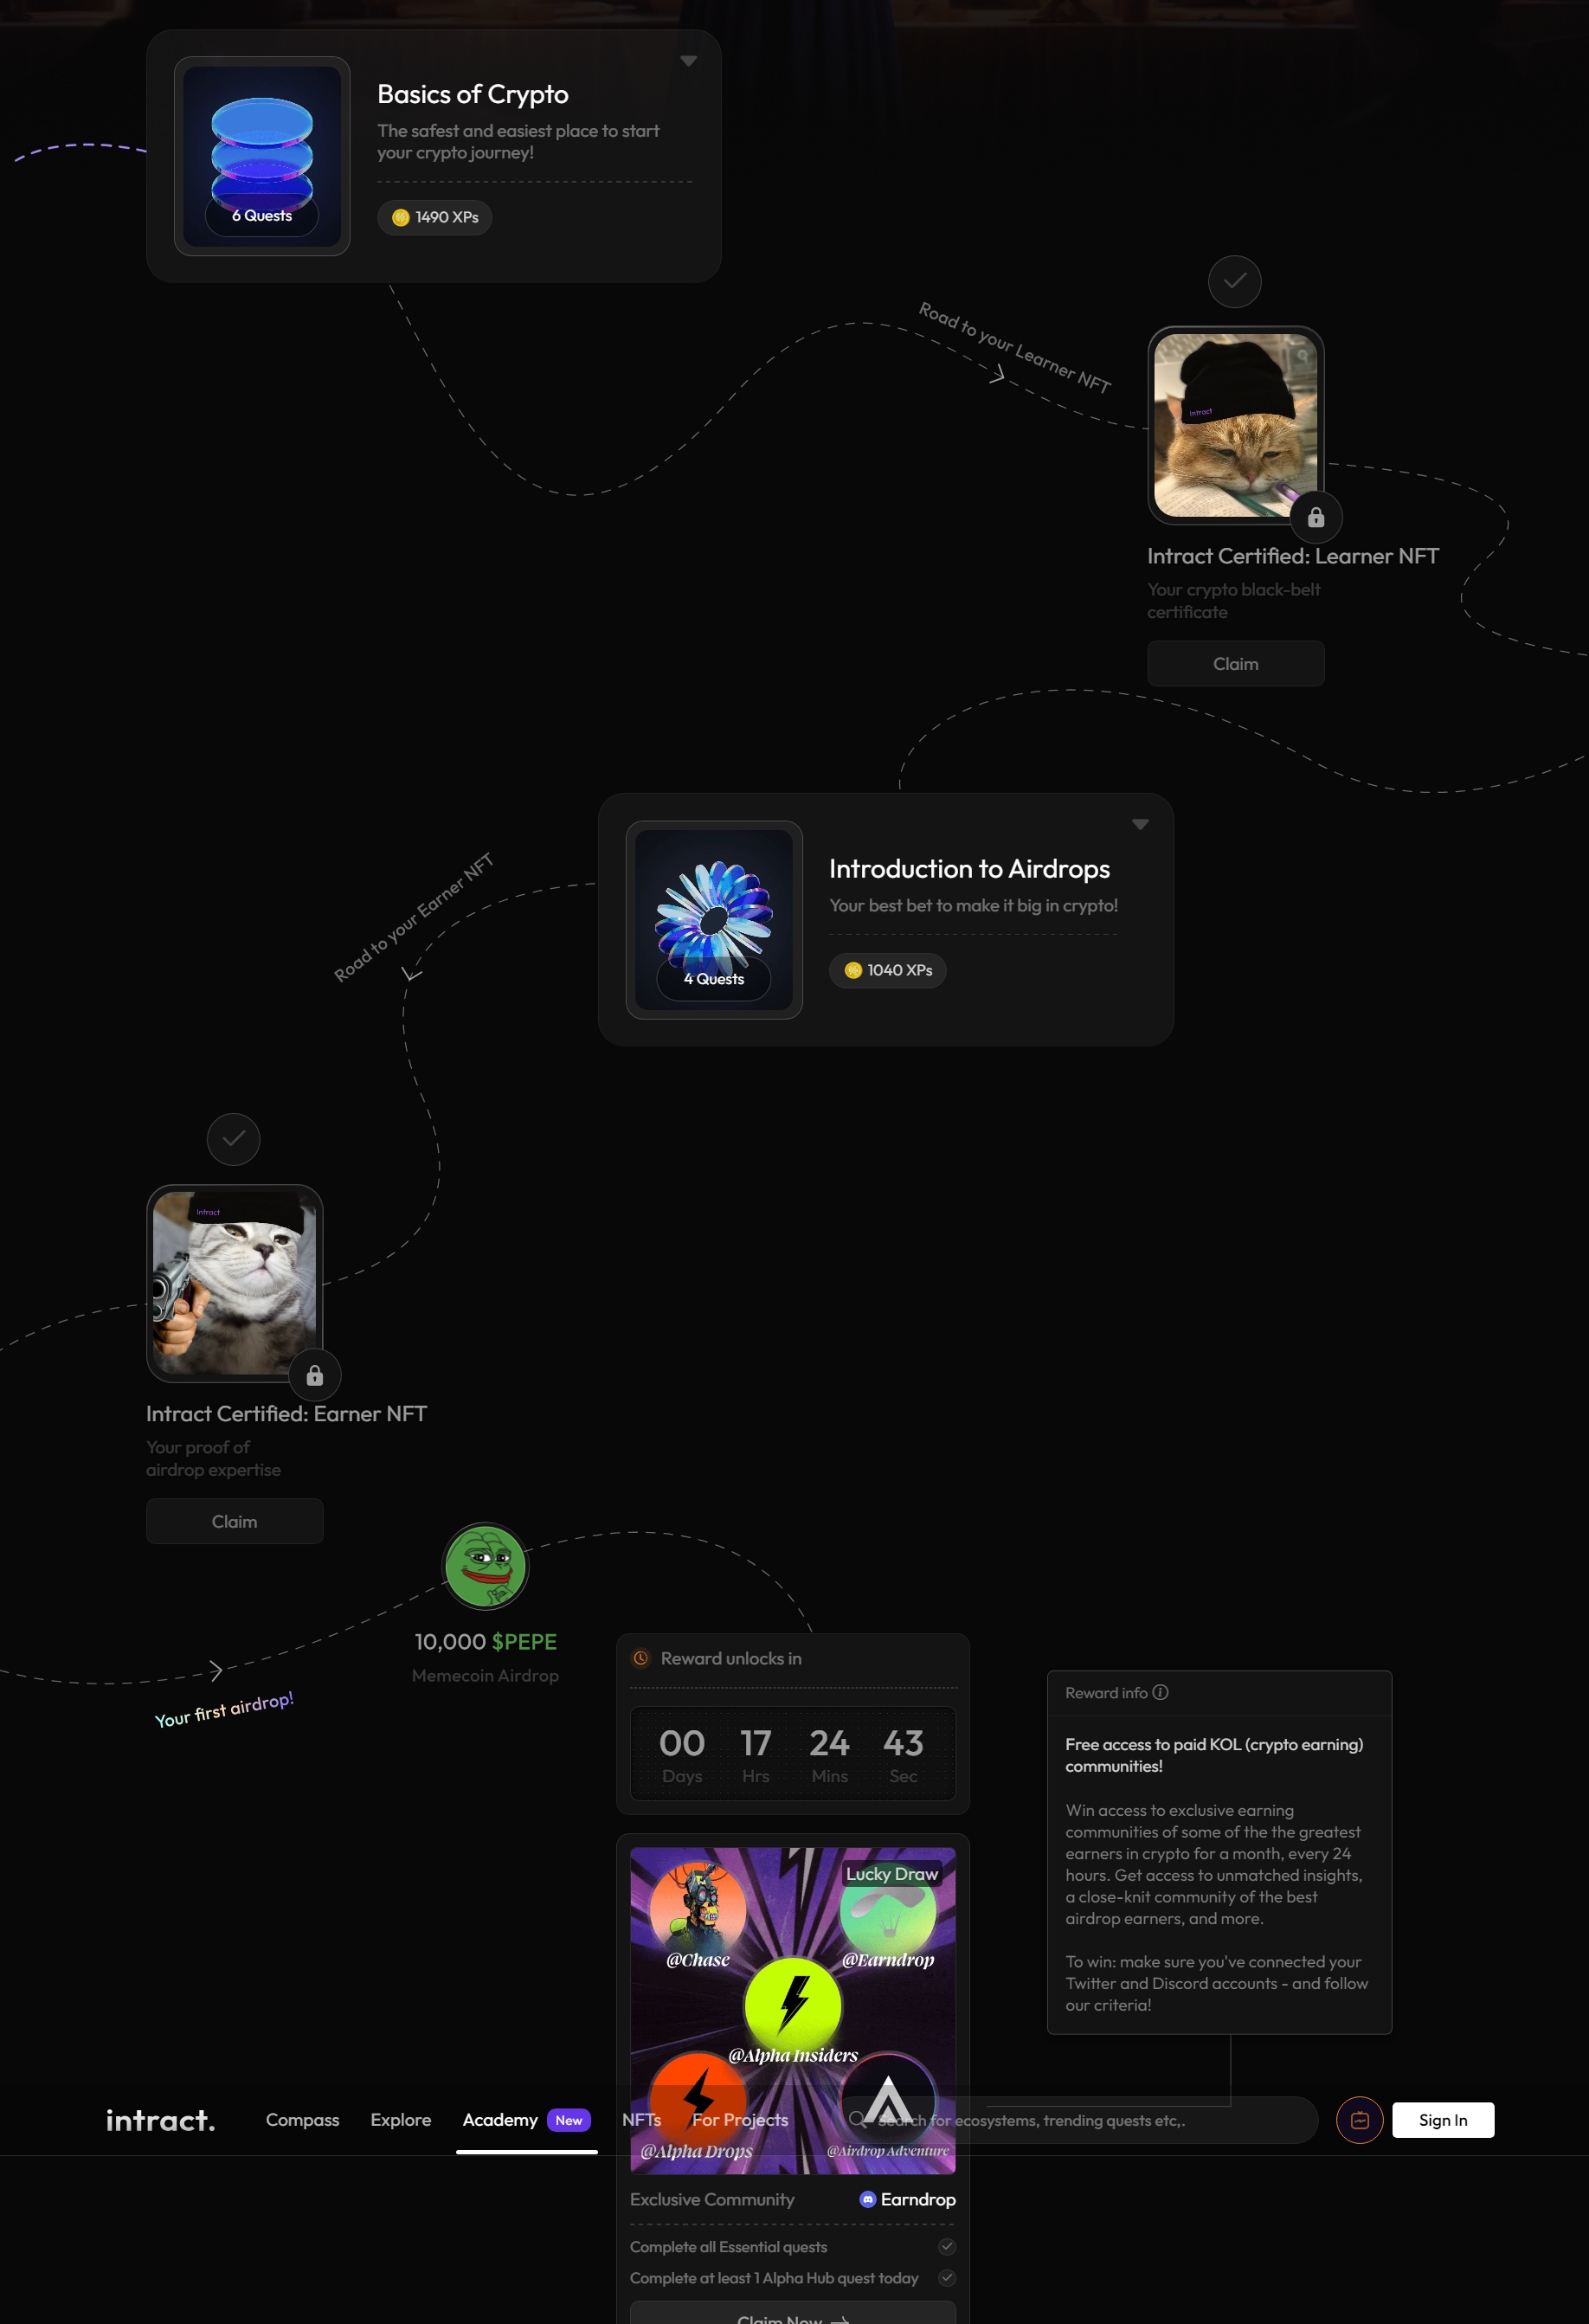 Basics of Crypto
The safest and easiest place to start
your crypto journey!
6 Quests
1490 XPs
Road to your Learner NFT
Intract
Intract Certified: Learner NFT
Your crypto black-belt
certificate
Claim
Introduction to Airdrops
Your best bet to make it big in crypto!
4 Quests
1040 XPs
Road to your Earner NFT
Intract
Intract Certified: Earner NFT
Your proof of
airdrop expertise
Claim
10,000 $PEPE
Memecoin Airdrop
Your first airdrop!
Reward unlocks in
00 17 24 43
Days Hrs Mins Sec
Reward info
Free access to paid KOL (crypto earning)
communities!
Win access to exclusive earning
communities of some of the the greatest
earners in crypto for a month, every 24
hours. Get access to unmatched insights,
a close-knit community of the best
airdrop earners, and more.
To win: make sure you've connected your
Twitter and Discord accounts - and follow
our criteria!
Lucky Draw
@Chase @Earndrop
@Alpha Insiders
intract. Compass Explore Academy New NFTs For Projects Search for ecosystems, trending quests etc,. Sign In
@Alpha Drops @Airdrop Adventure
Exclusive Community Earndrop
Complete all Essential quests
Complete at least 1 Alpha Hub quest today
Claim Now